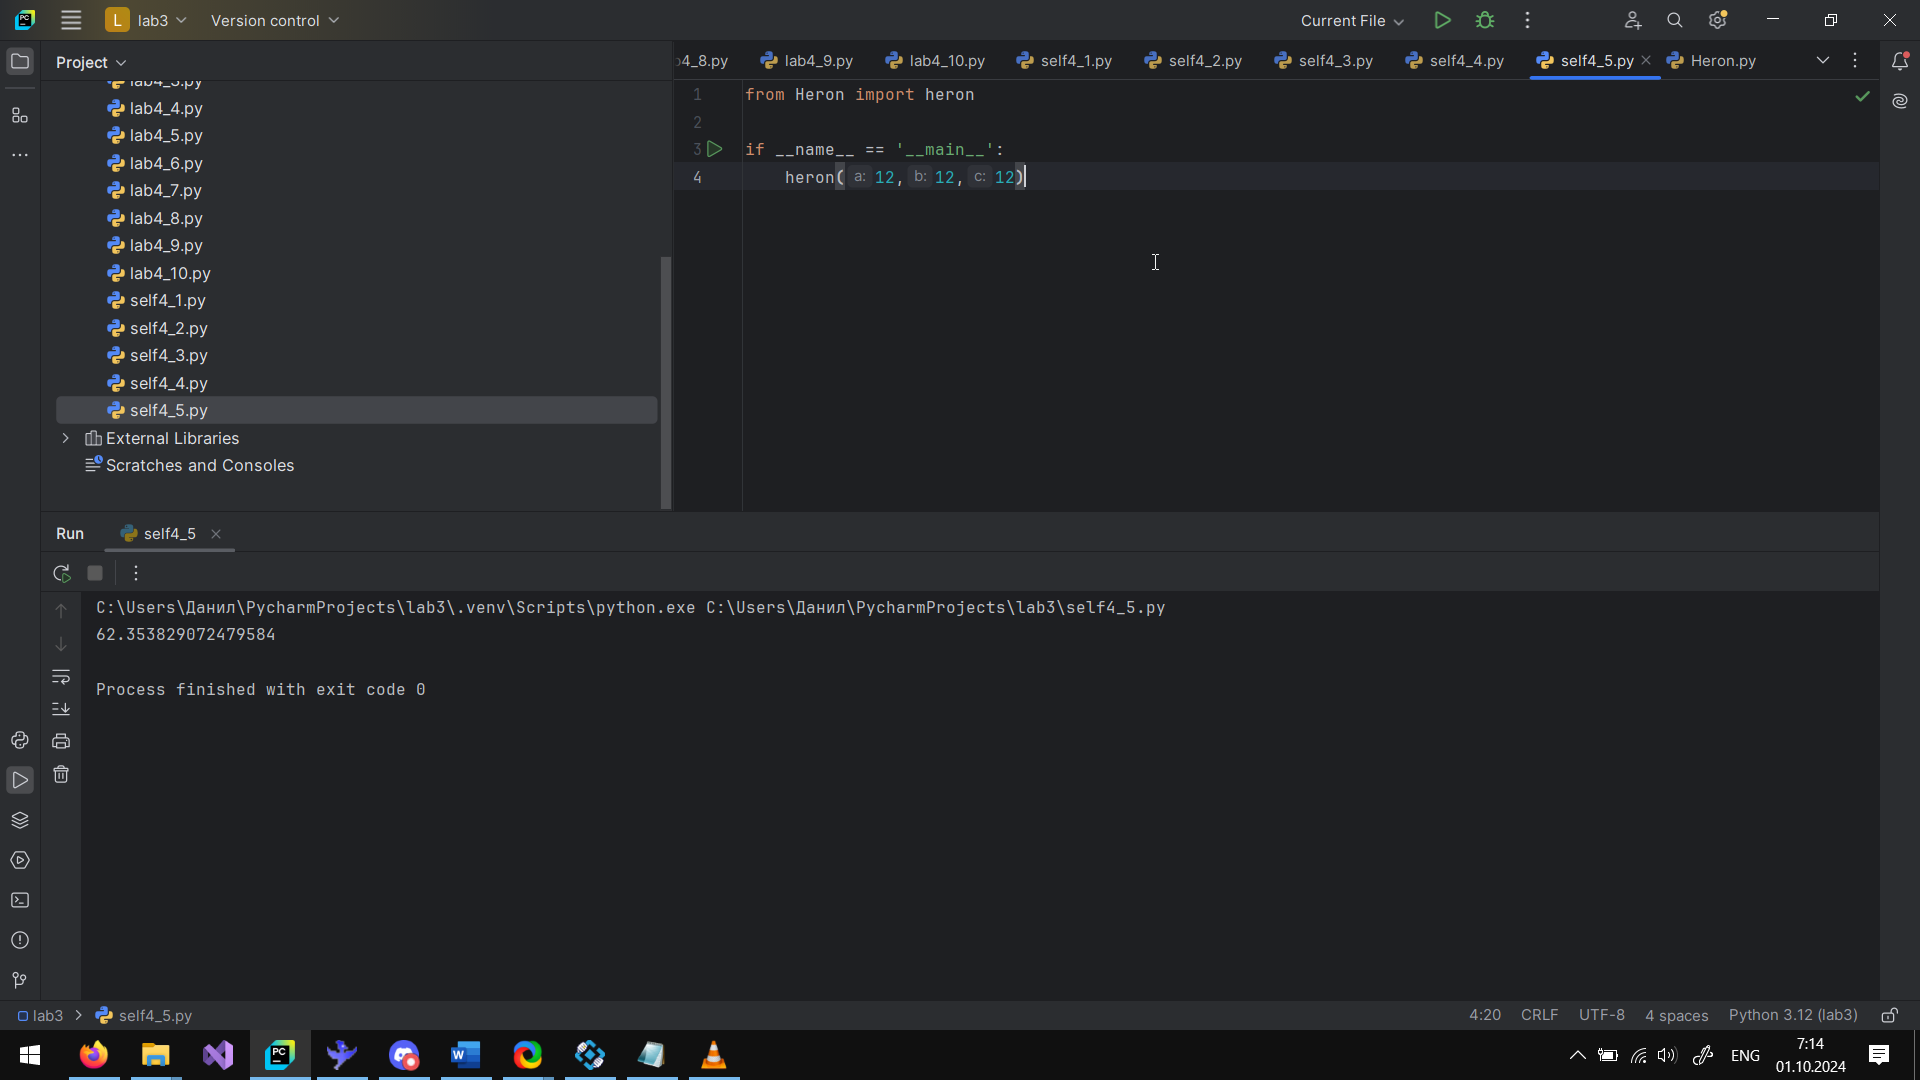 L lab3 Version control Current File
Project
lab4_3.py
lab4_4.py
lab4_5.py
lab4_6.py
lab4_7.py
lab4_8.py
lab4_9.py
lab4_10.py
self4_1.py
self4_2.py
self4_3.py
self4_4.py
self4_5.py
External Libraries
Scratches and Consoles
4_8.py lab4_9.py lab4_10.py self4_1.py self4_2.py self4_3.py self4_4.py self4_5.py Heron.py
1 from Heron import heron
2
3 if __name__ == '__main__':
4 heron( a: 12, b: 12, c: 12)
Run self4_5
C:\Users\Данил\PycharmProjects\lab3\.venv\Scripts\python.exe C:\Users\Данил\PycharmProjects\lab3\self4_5.py
62.353829072479584
Process finished with exit code 0
lab3 > self4_5.py 4:20 CRLF UTF-8 4 spaces Python 3.12 (lab3)
ENG 7:14
01.10.2024